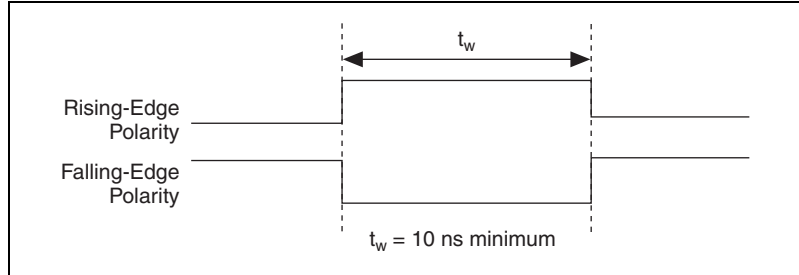 t_w
Rising-Edge
Polarity
Falling-Edge
Polarity
t_w = 10 ns minimum